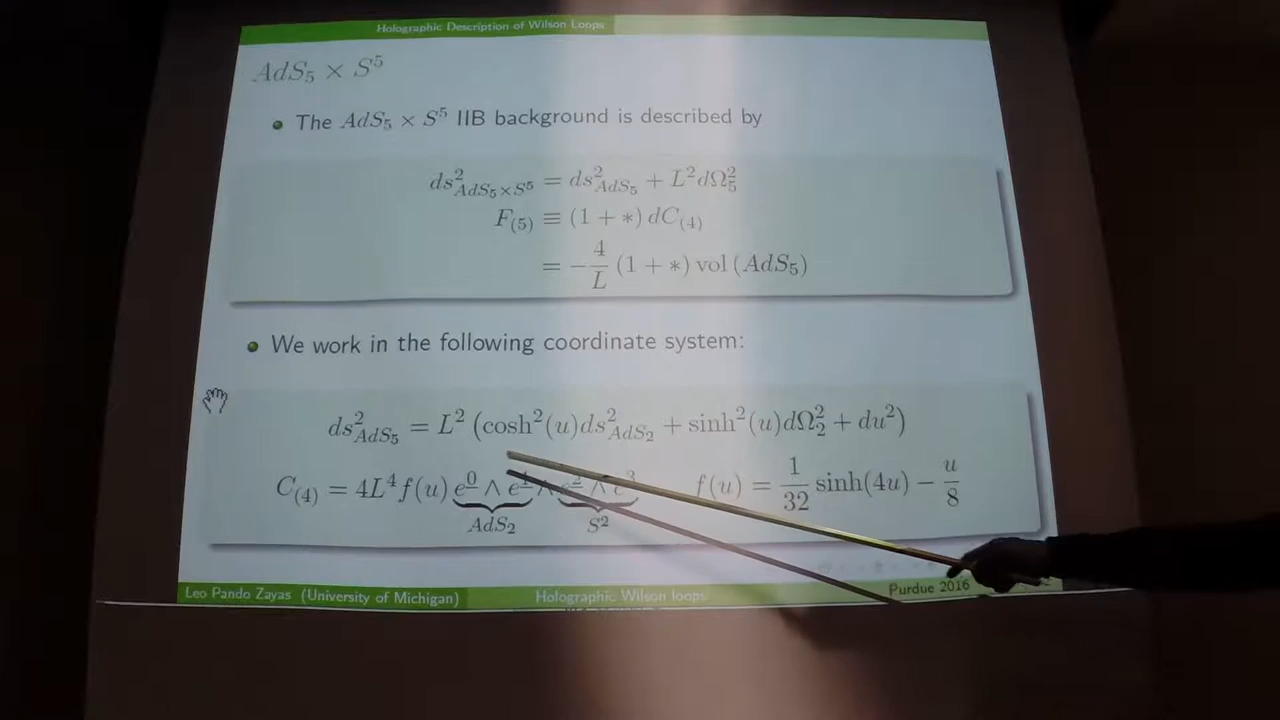 Holographic Description of Wilson Loops
AdS₅ × S⁵
The AdS₅ × S⁵ IIB background is described by
ds²_{AdS₅×S⁵} = ds²_{AdS₅} + L²dΩ₅²
F₍₅₎ ≡ (1 + *) dC₍₄₎
= −4/L (1 + *) vol (AdS₅)
We work in the following coordinate system:
ds²_{AdS₅} = L² (cosh²(u)ds²_{AdS₂} + sinh²(u)dΩ₂² + du²)
C₍₄₎ = 4L⁴f(u) e⁰ ∧ e¹ ∧ e² ∧ e³ f(u) = 1/32 sinh(4u) − u/8
AdS₂ S²
Leo Pando Zayas (University of Michigan) Holographic Wilson loops Purdue 2016